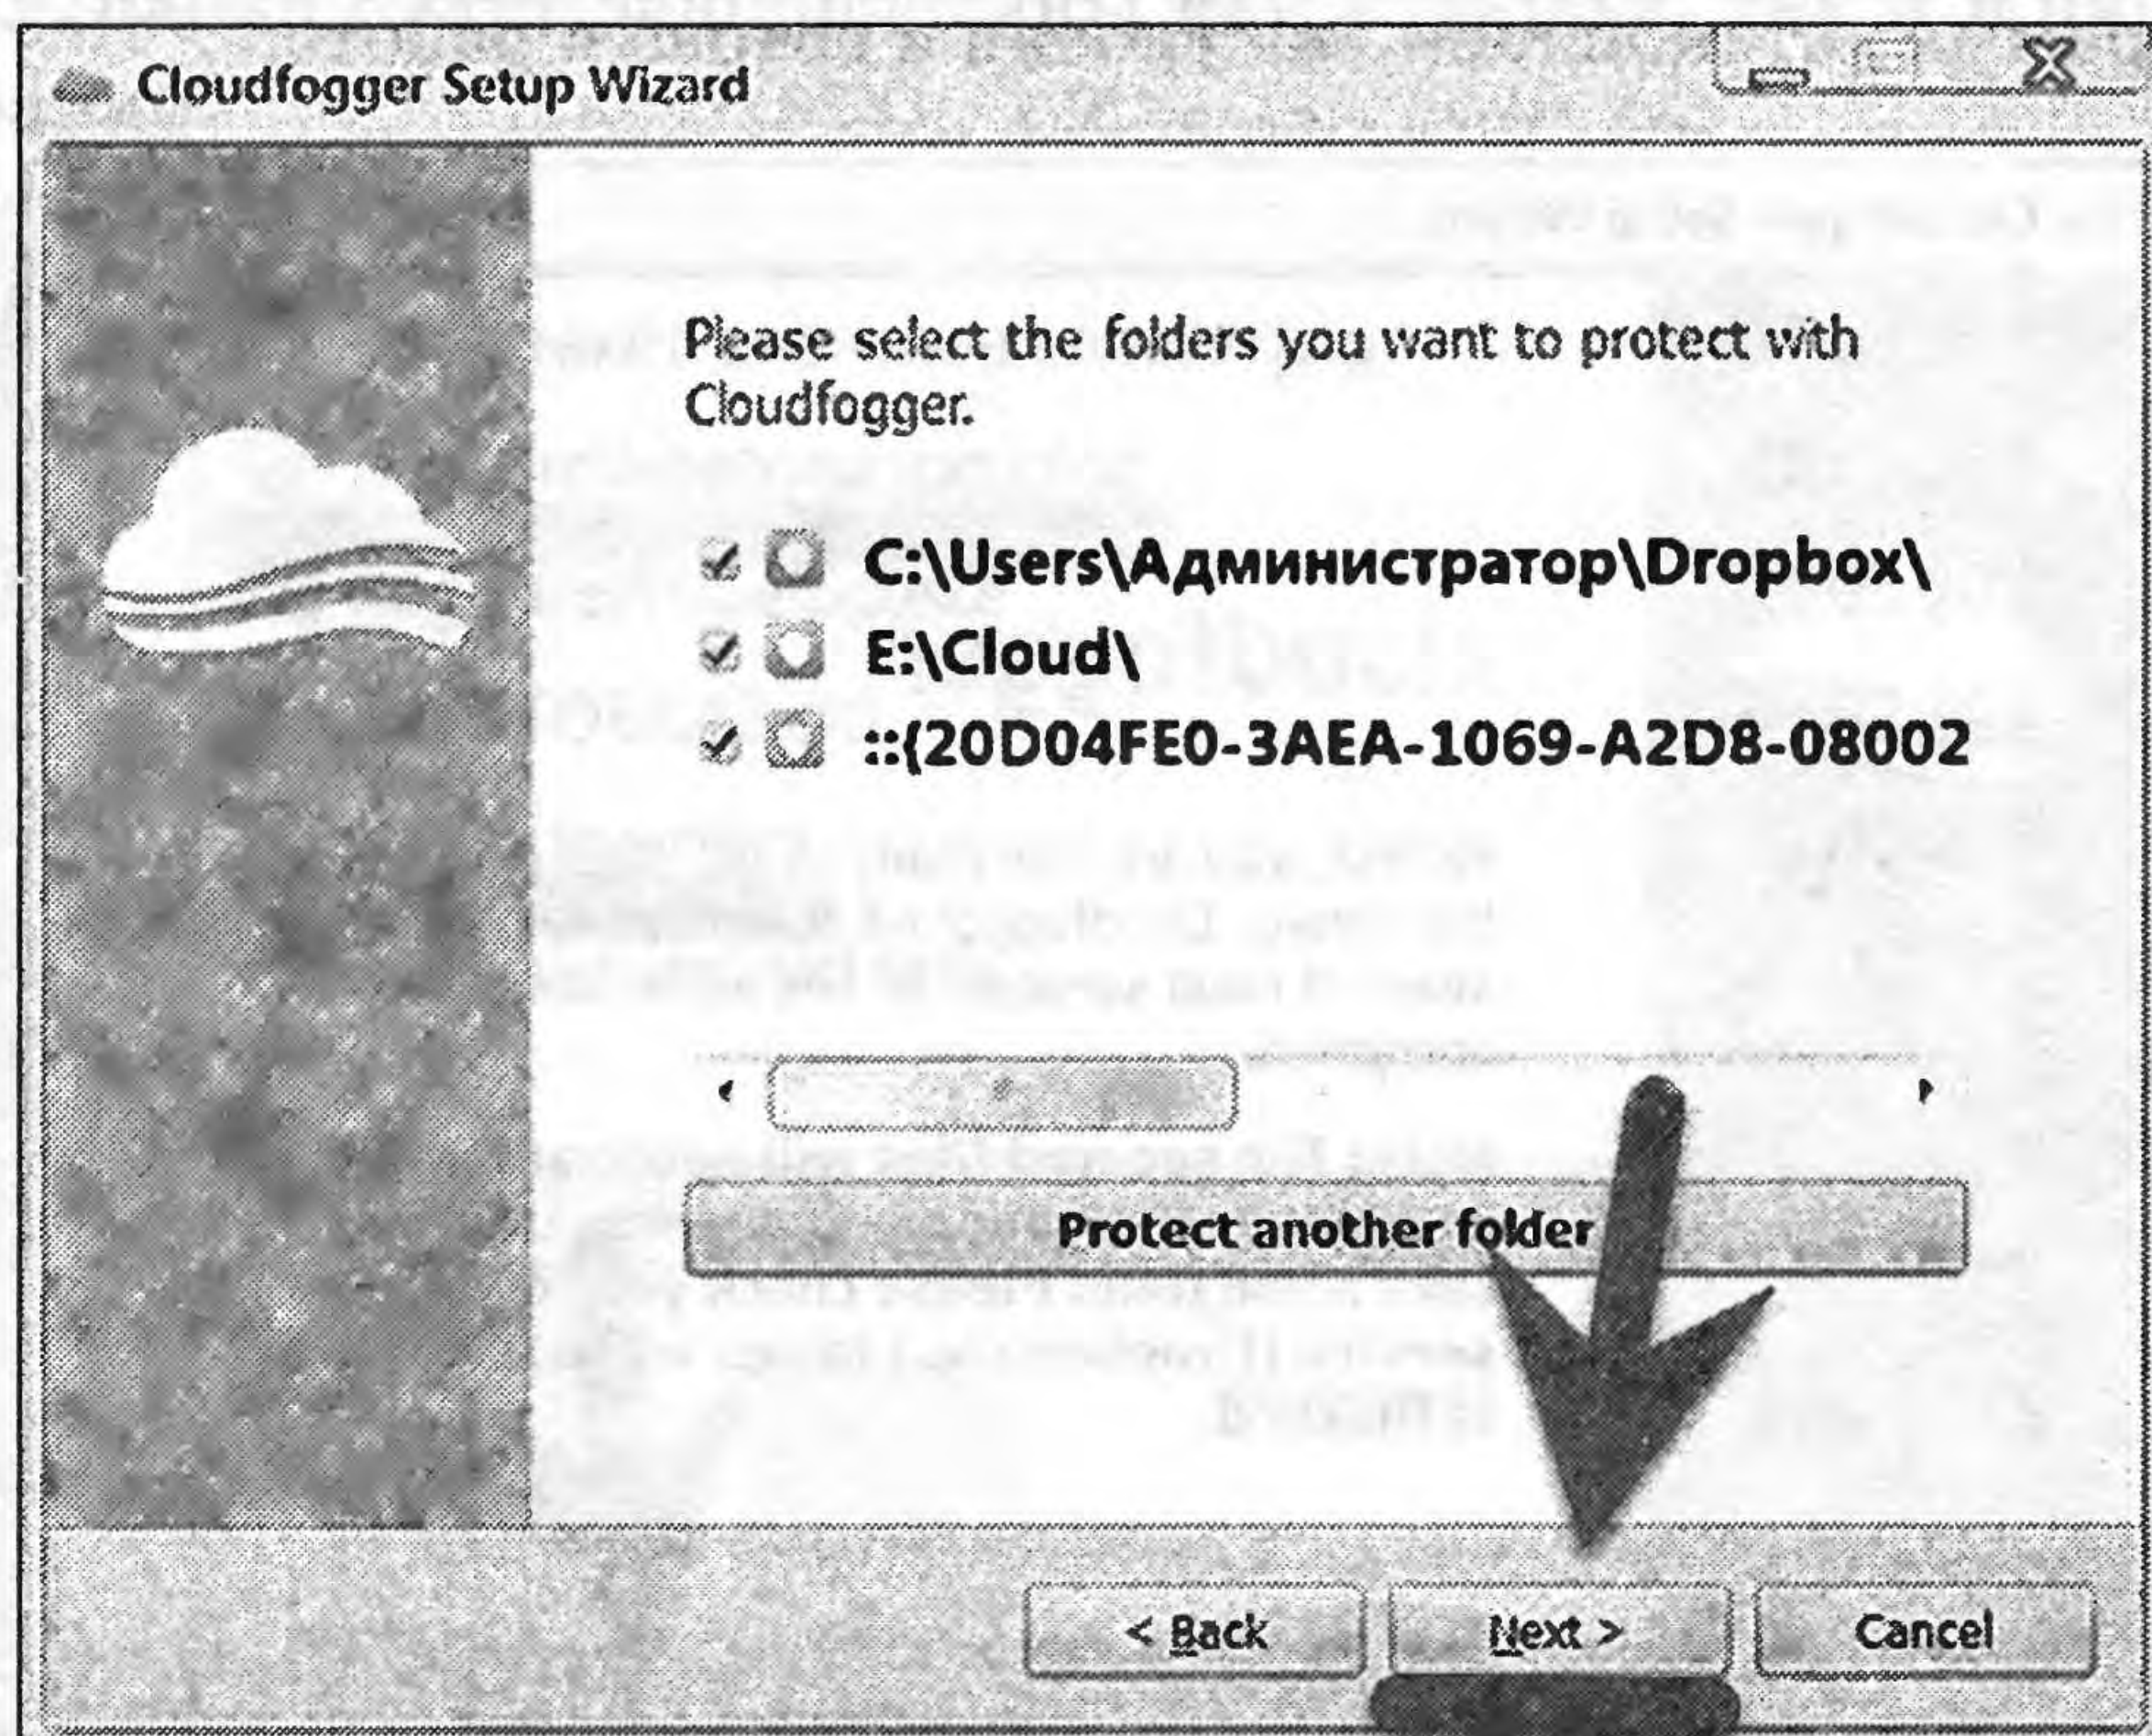 Cloudfogger Setup Wizard
Please select the folders you want to protect with
Cloudfogger.
C:\Users\Администратор\Dropbox\
E:\Cloud\
::{20D04FE0-3AEA-1069-A2D8-08002
Protect another folder
< Back
Next >
Cancel